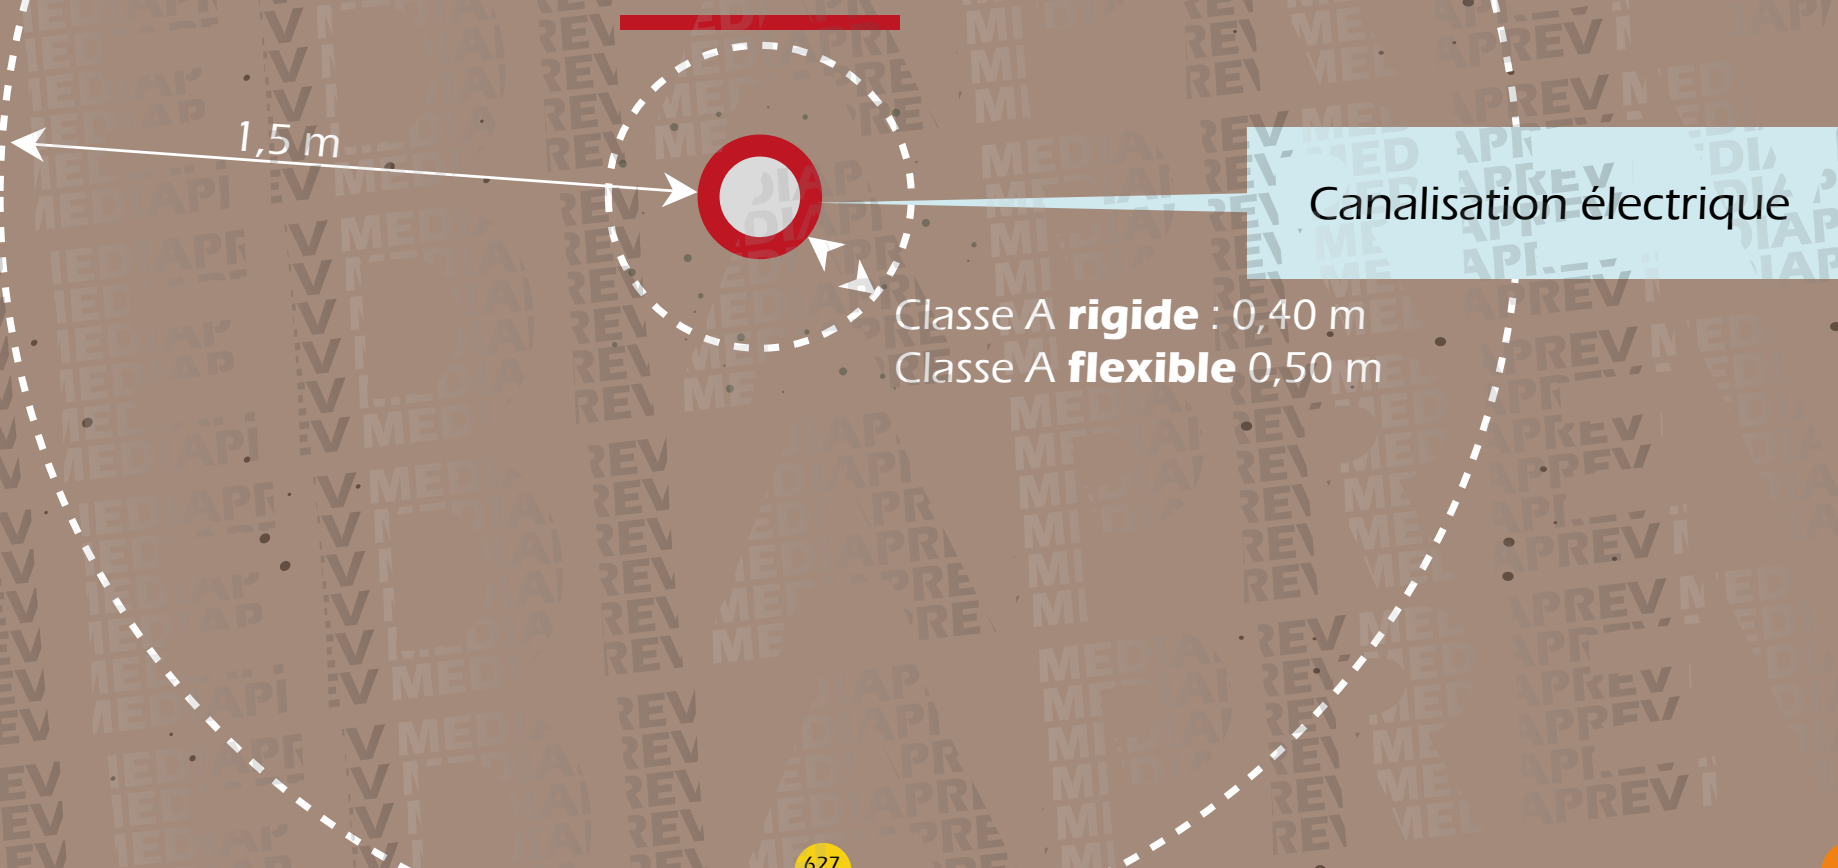 1,5 m
Canalisation électrique
Classe A rigide : 0,40 m
Classe A flexible 0,50 m
627